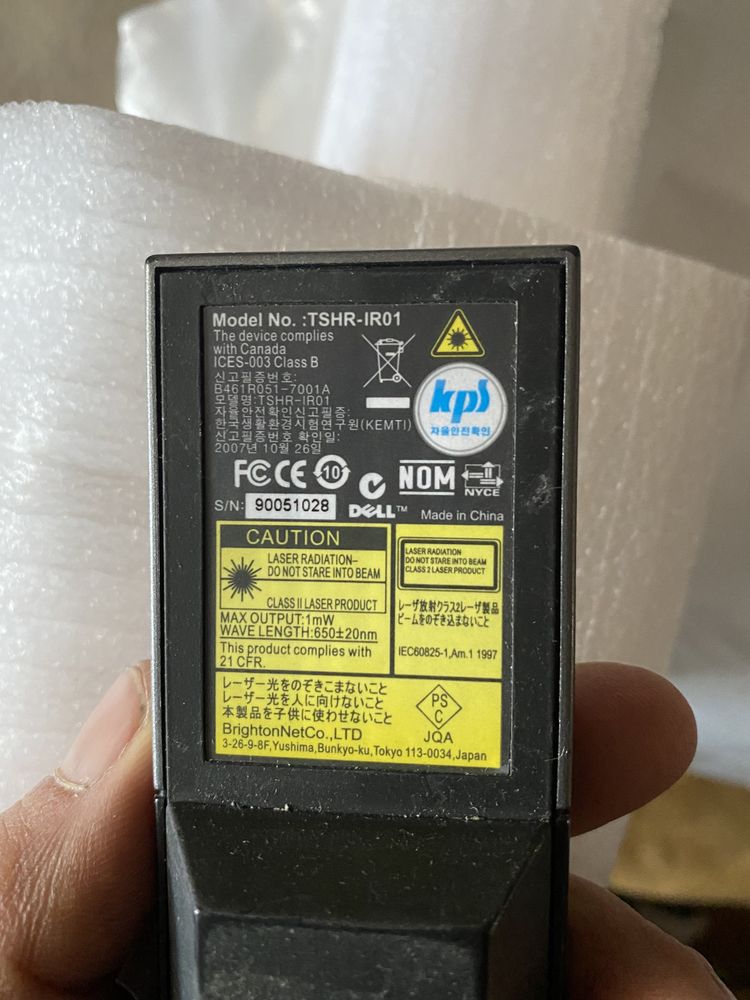 Model No. :TSHR-IR01
The device complies
with Canada
ICES-003 Class B
신고필증번호:
B461R051-7001A
모델명:TSHR-IR01
자율안전확인신고필증:
한국생활환경시험연구원(KEMTI)
신고필증번호 확인일:
2007년 10월 26일
kps
자율안전확인
FC CE 10 C NOM NYCE
S/N: 90051028 DELL™ Made in China
CAUTION
LASER RADIATION-
DO NOT STARE INTO BEAM
CLASS II LASER PRODUCT
MAX OUTPUT:1mW
WAVE LENGTH:650±20nm
This product complies with
21 CFR.
LASER RADIATION
DO NOT STARE INTO BEAM
CLASS 2 LASER PRODUCT
レーザ放射クラス2レーザ製品
ビームをのぞき込まないこと
IEC60825-1,Am.1 1997
レーザー光をのぞきこまないこと
レーザー光を人に向けないこと
本製品を子供に使わせないこと
BrightonNetCo.,LTD
3-26-9-8F,Yushima,Bunkyo-ku,Tokyo 113-0034,Japan
PS
C
JQA